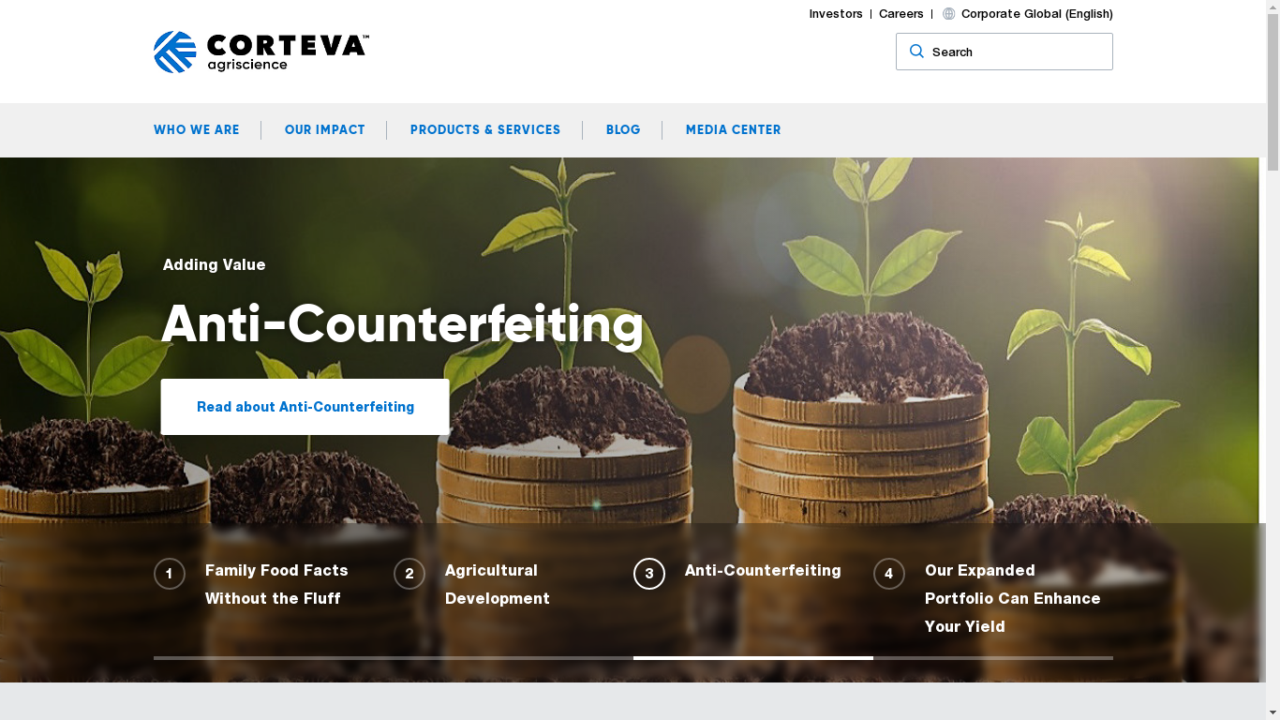 Investors | Careers | Corporate Global (English)
CORTEVA™
agriscience
Search
WHO WE ARE
OUR IMPACT
PRODUCTS & SERVICES
BLOG
MEDIA CENTER
Adding Value
Anti-Counterfeiting
Read about Anti-Counterfeiting
1
Family Food Facts
Without the Fluff
2
Agricultural
Development
3
Anti-Counterfeiting
4
Our Expanded
Portfolio Can Enhance
Your Yield